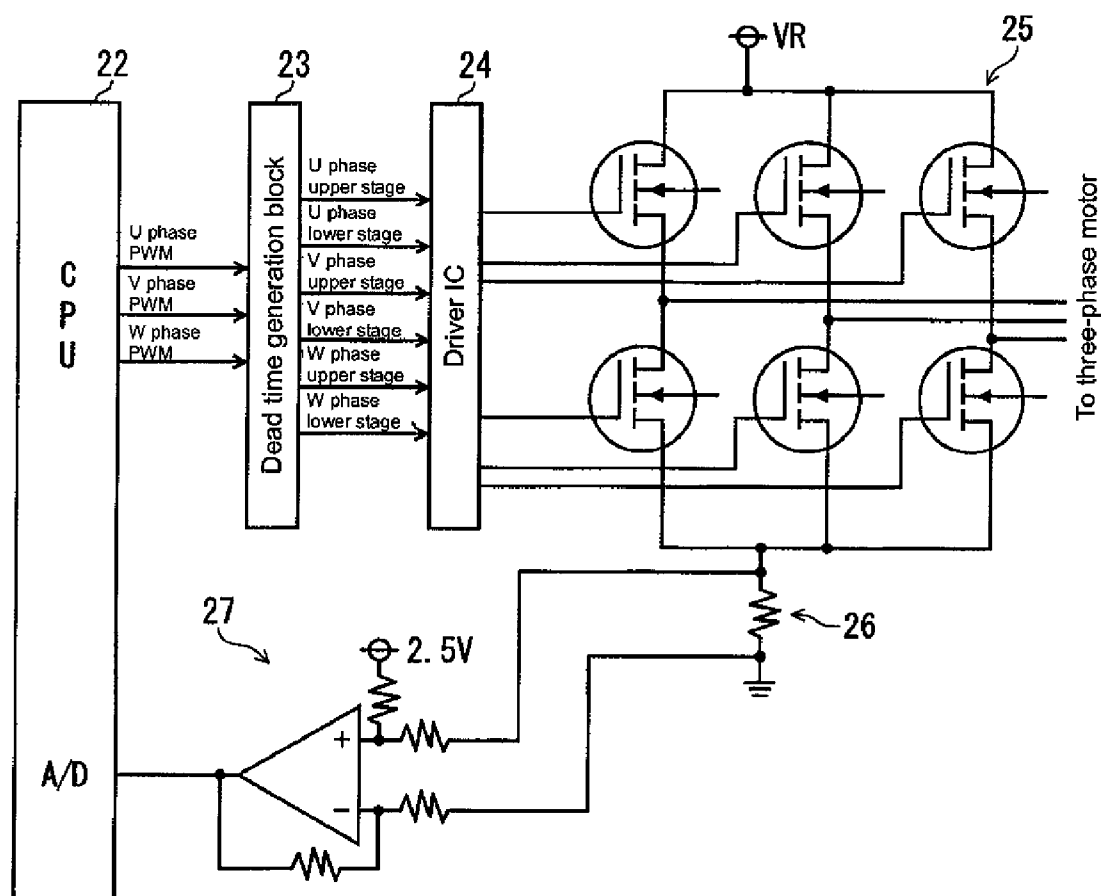 22
23
24
25
VR
CPU
U phase
PWM
V phase
PWM
W phase
PWM
Dead time generation block
U phase
upper stage
U phase
lower stage
V phase
upper stage
V phase
lower stage
W phase
upper stage
W phase
lower stage
Driver IC
To three-phase motor
26
27
2.5V
+
−
A/D